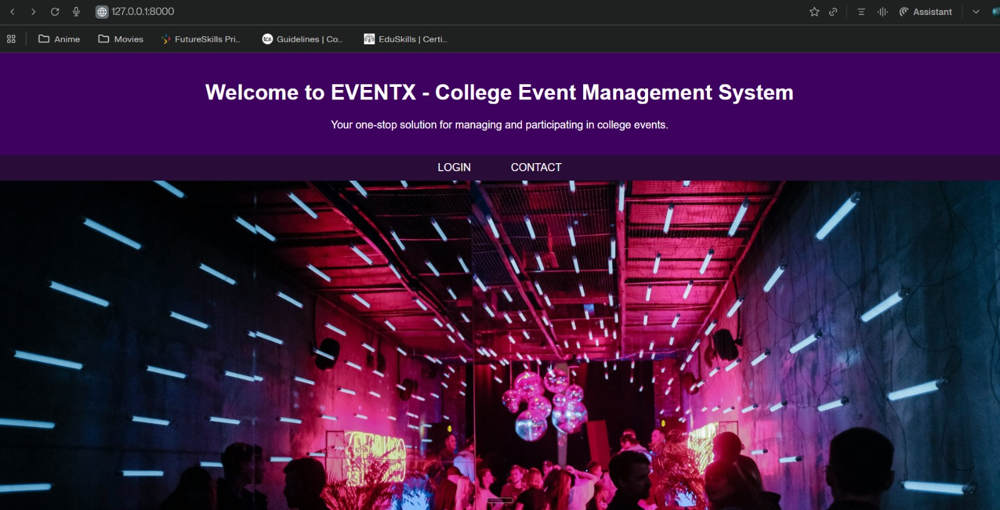 127.0.0.1:8000
Assistant
Anime
Movies
FutureSkills Pri...
tcs
Guidelines | Co...
EduSkills | Certi...
Welcome to EVENTX - College Event Management System
Your one-stop solution for managing and participating in college events.
LOGIN
CONTACT